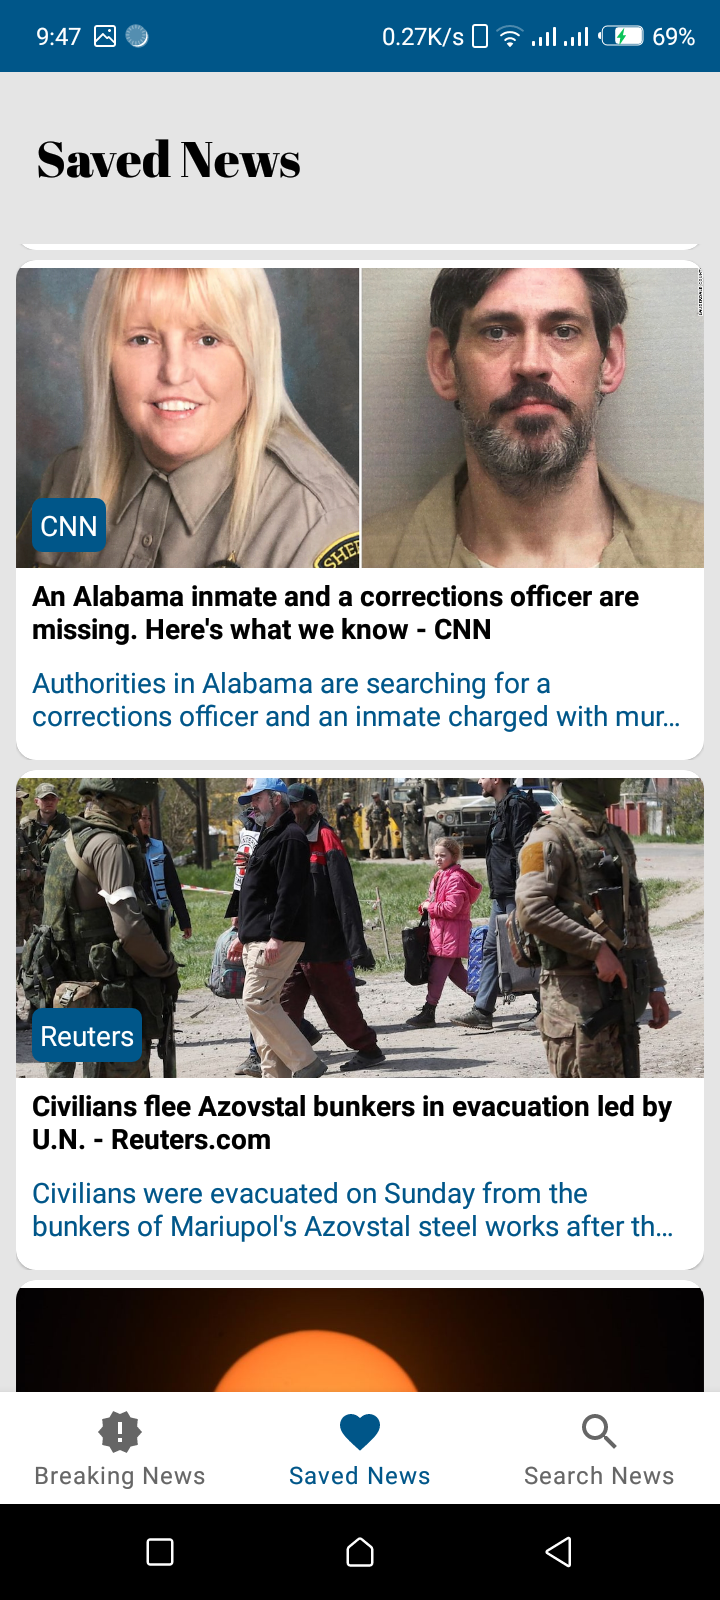 9:47 0.27K/s 69%
Saved News
SHER
CNN
An Alabama inmate and a corrections officer are
missing. Here's what we know - CNN
Authorities in Alabama are searching for a
corrections officer and an inmate charged with mur...
Reuters
Civilians flee Azovstal bunkers in evacuation led by
U.N. - Reuters.com
Civilians were evacuated on Sunday from the
bunkers of Mariupol's Azovstal steel works after th...
Breaking News Saved News Search News